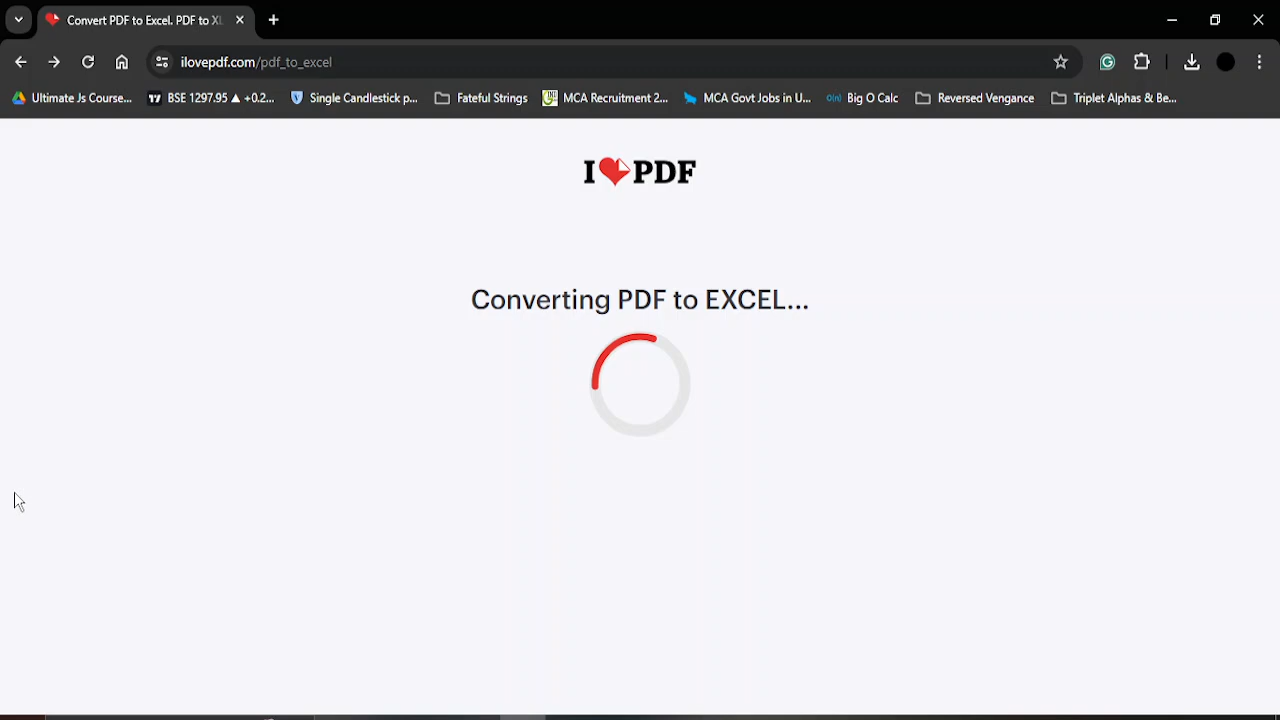 Convert PDF to Excel. PDF to XL
ilovepdf.com/pdf_to_excel
Ultimate Js Course...
BSE 1297.95 ▲ +0.2...
Single Candlestick p...
Fateful Strings
MCA Recruitment 2...
MCA Govt Jobs in U...
O(n) Big O Calc
Reversed Vengance
Triplet Alphas & Be...
I PDF
Converting PDF to EXCEL...